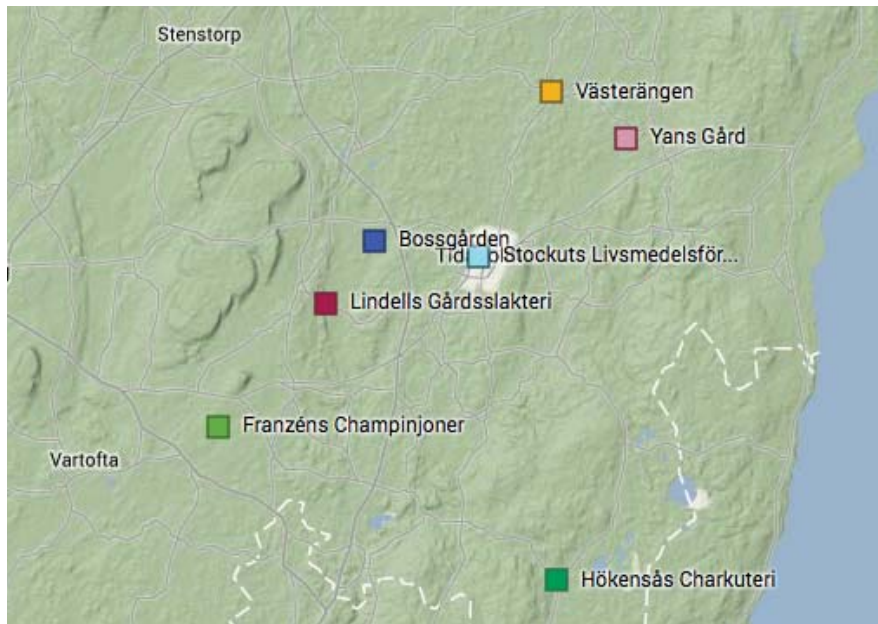 Stenstorp
Västerängen
Yans Gård
Bossgården
Stockuts Livsmedelsför...
Lindells Gårdsslakteri
Franzéns Champinjoner
Vartofta
Hökensås Charkuteri